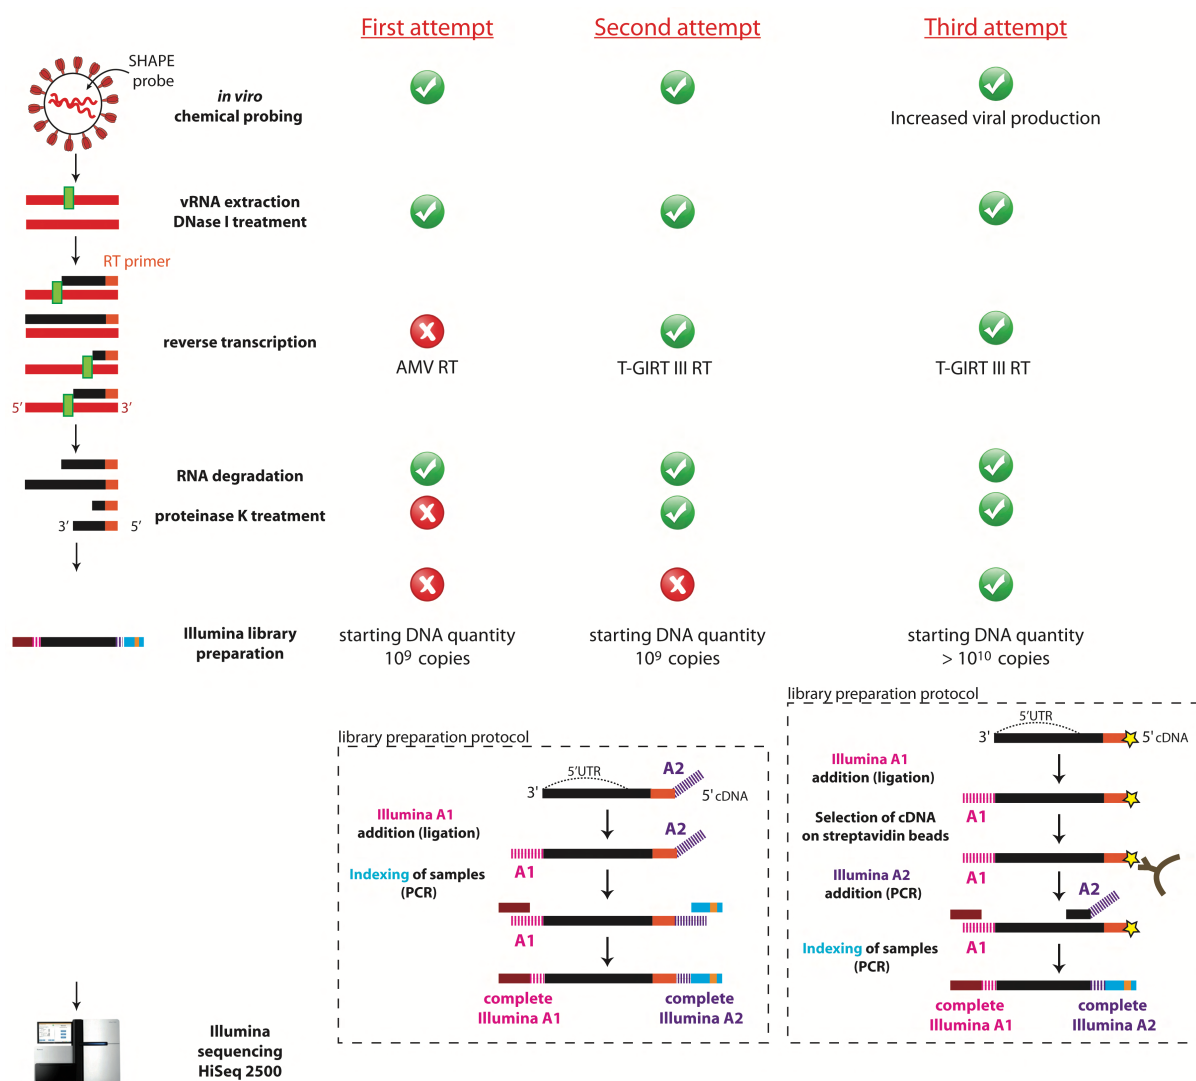 First attempt
Second attempt
Third attempt
SHAPE
probe
in viro
chemical probing
Increased viral production
vRNA extraction
DNase I treatment
RT primer
reverse transcription
AMV RT
T-GIRT III RT
T-GIRT III RT
5′
3′
RNA degradation
proteinase K treatment
3′
5′
Illumina library
preparation
starting DNA quantity
10⁹ copies
starting DNA quantity
10⁹ copies
starting DNA quantity
> 10¹⁰ copies
library preparation protocol
5'UTR
A2
3'
5' cDNA
Illumina A1
addition (ligation)
A2
A1
Indexing of samples
(PCR)
A1
complete
Illumina A1
complete
Illumina A2
library preparation protocol
5'UTR
3'
5' cDNA
Illumina A1
addition (ligation)
A1
Selection of cDNA
on streptavidin beads
A1
Illumina A2
addition (PCR)
A2
A1
Indexing of samples
(PCR)
complete
Illumina A1
complete
Illumina A2
Illumina
sequencing
HiSeq 2500